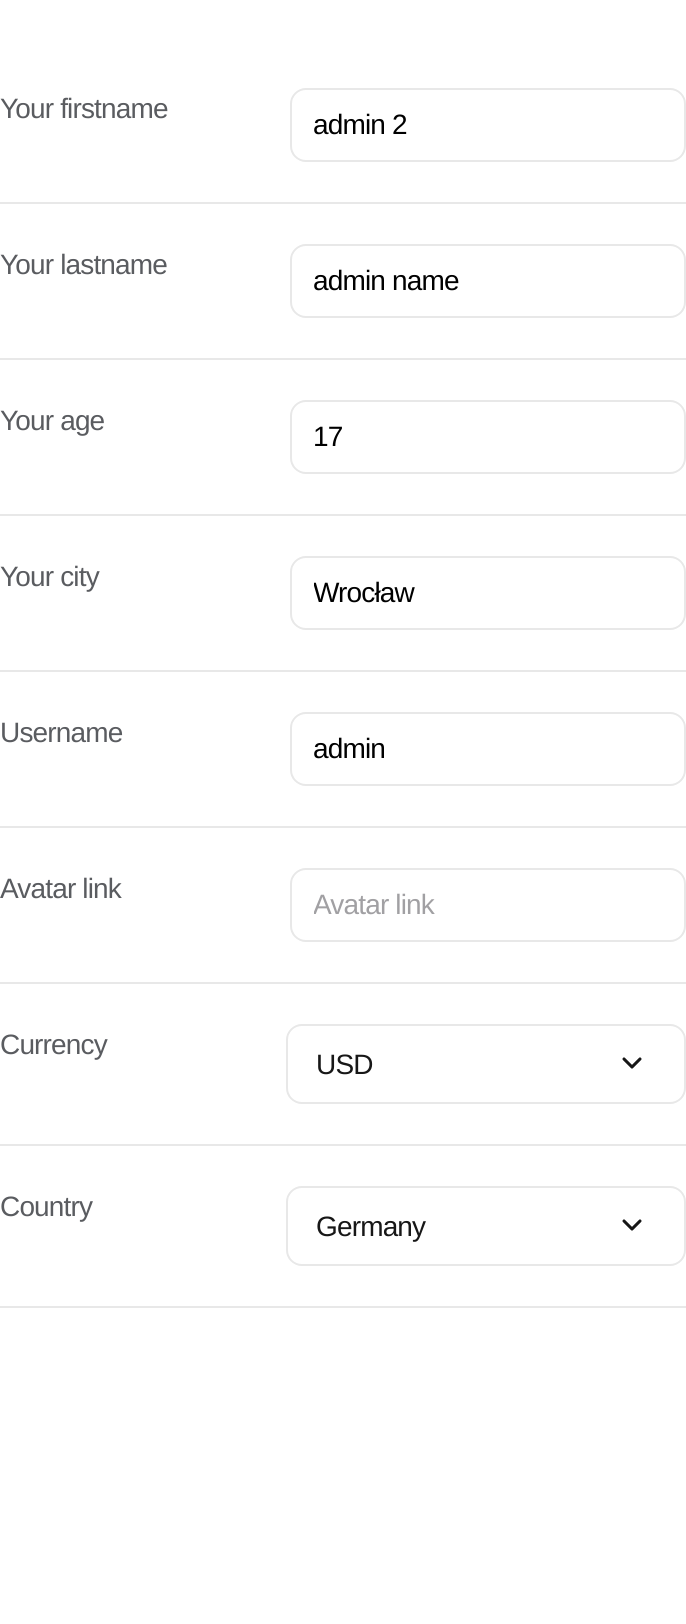 Your firstname
admin 2
Your lastname
admin name
Your age
17
Your city
Wrocław
Username
admin
Avatar link
Avatar link
Currency
USD
Country
Germany